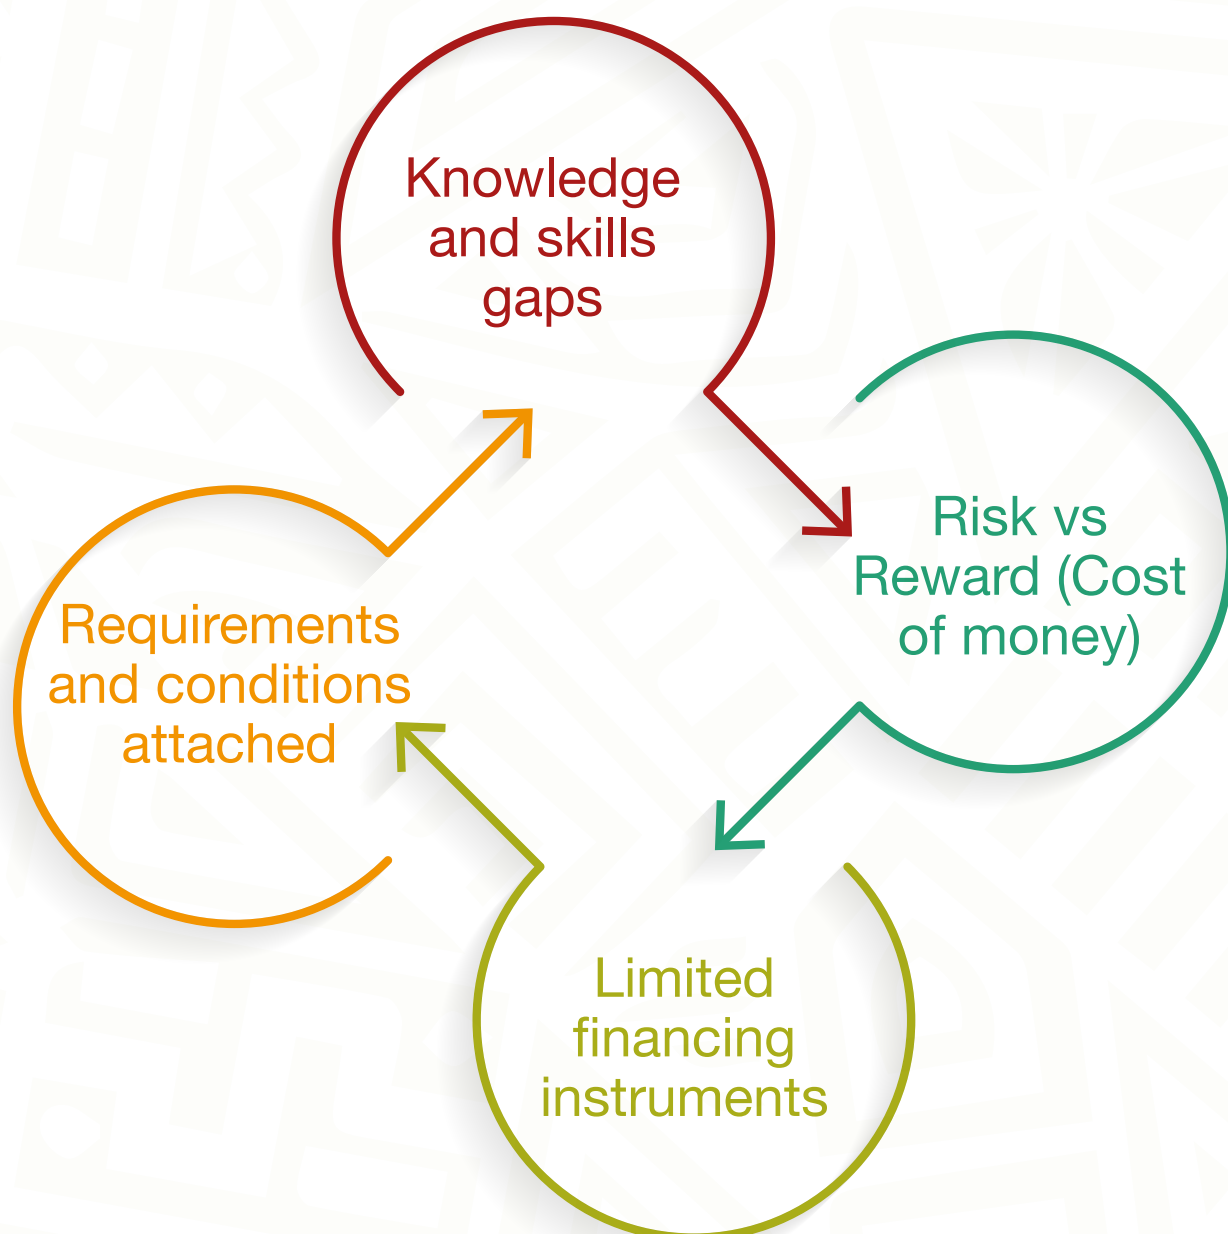 Knowledge
and skills
gaps
Risk vs
Reward (Cost
of money)
Limited
financing
instruments
Requirements
and conditions
attached